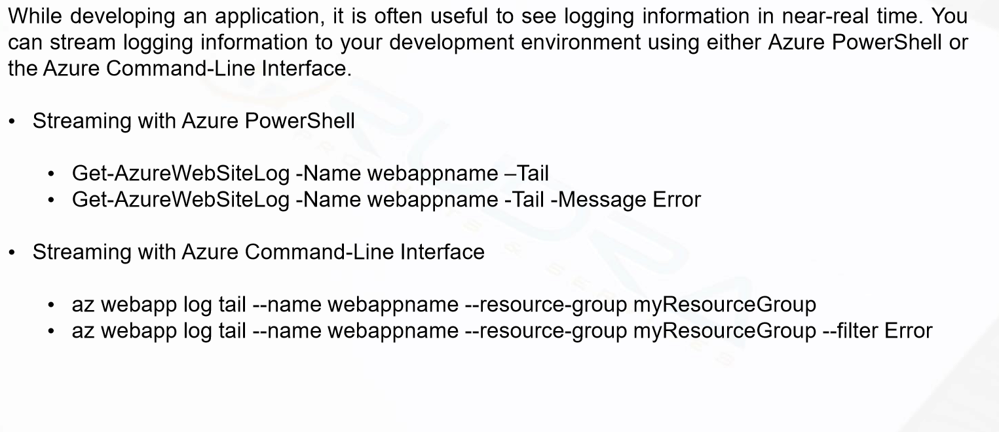 While developing an application, it is often useful to see logging information in near-real time. You
can stream logging information to your development environment using either Azure PowerShell or
the Azure Command-Line Interface.
• Streaming with Azure PowerShell
• Get-AzureWebSiteLog -Name webappname –Tail
• Get-AzureWebSiteLog -Name webappname -Tail -Message Error
• Streaming with Azure Command-Line Interface
• az webapp log tail --name webappname --resource-group myResourceGroup
• az webapp log tail --name webappname --resource-group myResourceGroup --filter Error